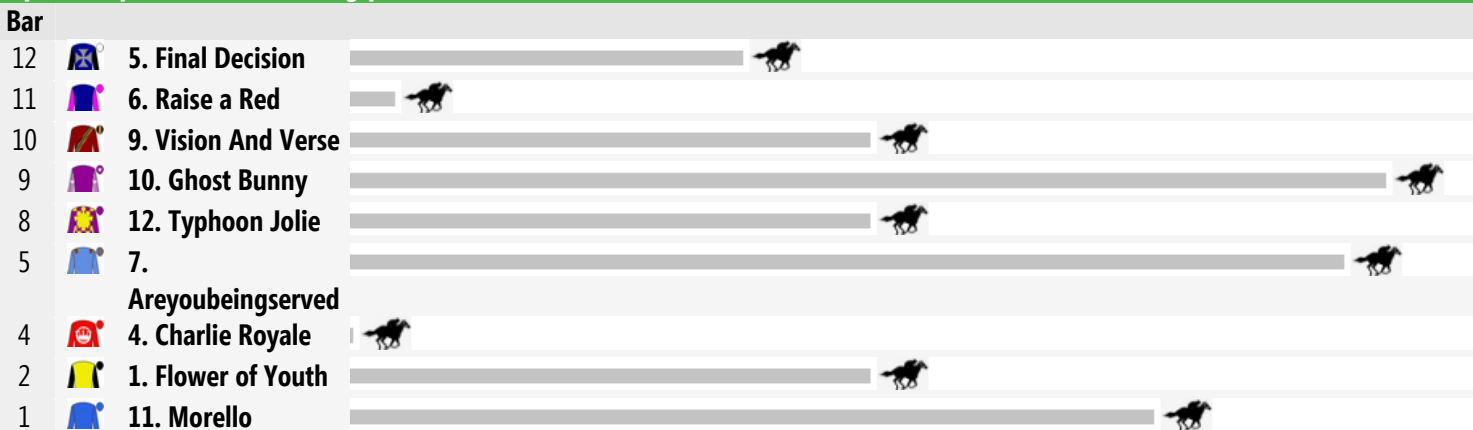 Bar
12 5. Final Decision
11 6. Raise a Red
10 9. Vision And Verse
9 10. Ghost Bunny
8 12. Typhoon Jolie
5 7.
Areyoubeingserved
4 4. Charlie Royale
2 1. Flower of Youth
1 11. Morello